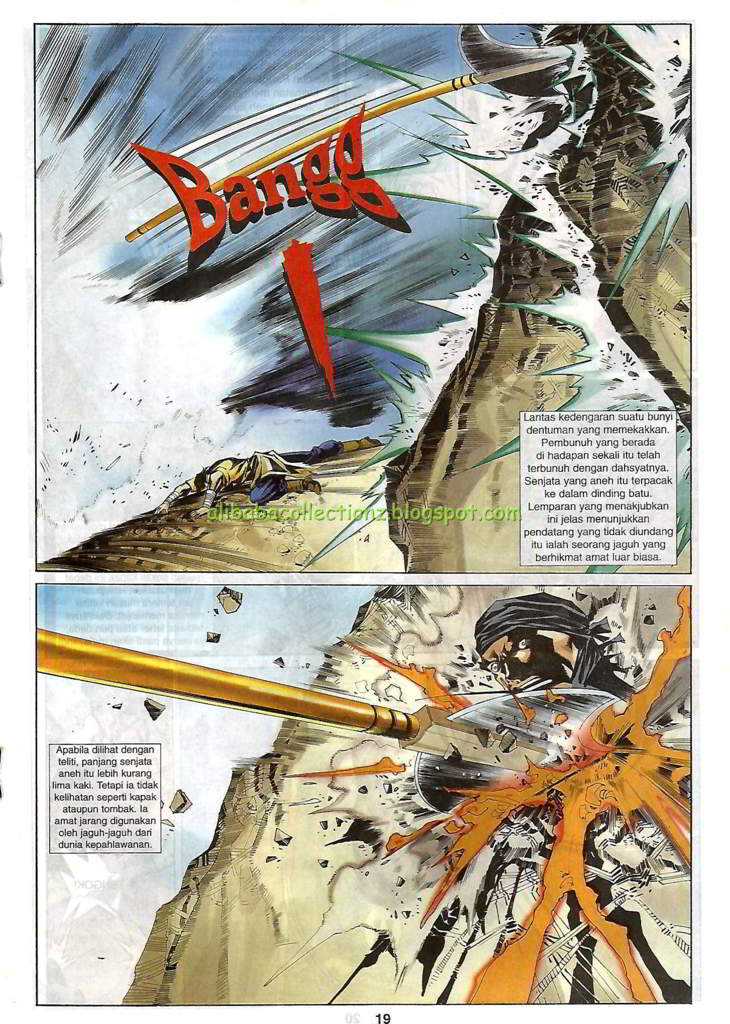 Bangg
!
Lantas kedengaran suatu bunyi
dentuman yang memekakkan.
Pembunuh yang berada
di hadapan sekali itu telah
terbunuh dengan dahsyatnya.
Senjata yang aneh itu terpacak
ke dalam dinding batu.
Lemparan yang menakjubkan
ini jelas menunjukkan
pendatang yang tidak diundang
itu ialah seorang jaguh yang
berhikmat amat luar biasa.
alibabacollectionz.blogspot.com
Apabila dilihat dengan
teliti, panjang senjata
aneh itu lebih kurang
lima kaki. Tetapi ia tidak
kelihatan seperti kapak
ataupun tombak. Ia
amat jarang digunakan
oleh jaguh-jaguh dari
dunia kepahlawanan.
19